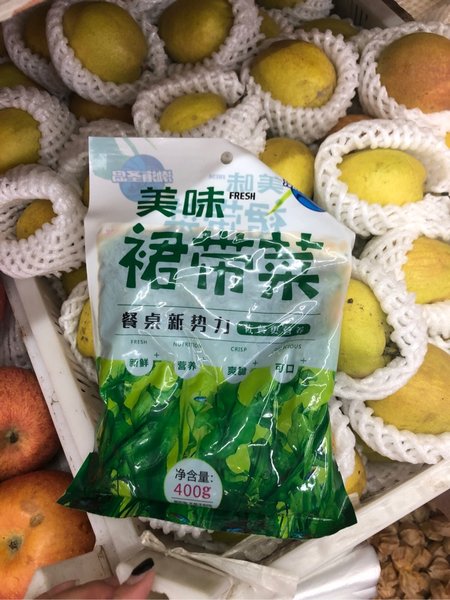 美味
FRESH
裙带菜
餐桌新势力
FRESH NUTRITION CRISP DELICIOUS
新鲜 + 营养 + 爽脆 + 可口
净含量:
400g